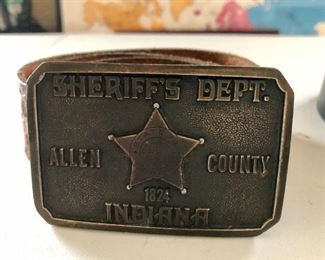 SHERIFF'S DEPT.
ALLEN COUNTY
1824
INDIANA